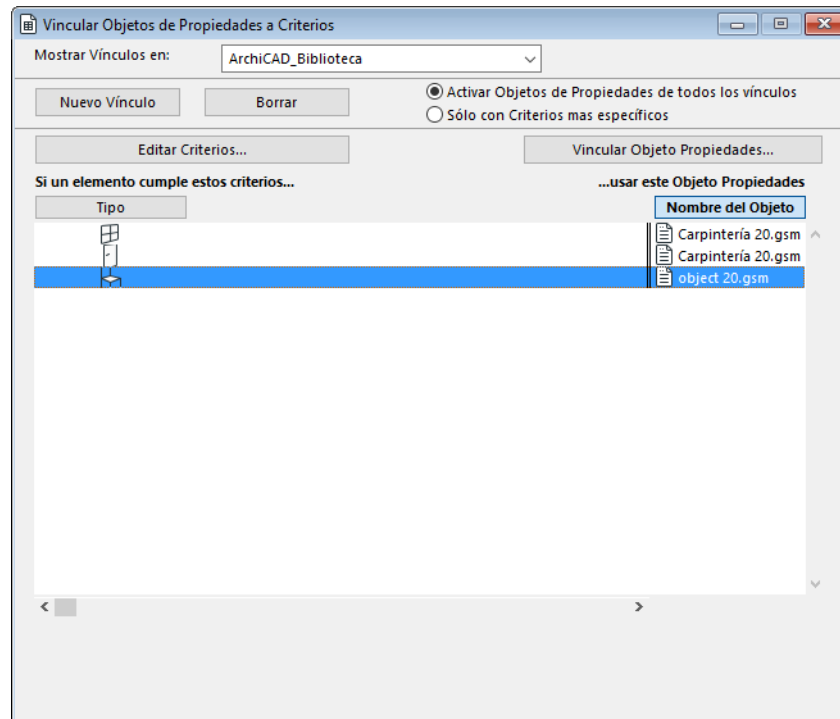 Vincular Objetos de Propiedades a Criterios
Mostrar Vínculos en:
ArchiCAD_Biblioteca
Nuevo Vínculo
Borrar
Activar Objetos de Propiedades de todos los vínculos
Sólo con Criterios mas específicos
Editar Criterios...
Vincular Objeto Propiedades...
Si un elemento cumple estos criterios...
...usar este Objeto Propiedades
Tipo
Nombre del Objeto
Carpintería 20.gsm
Carpintería 20.gsm
object 20.gsm